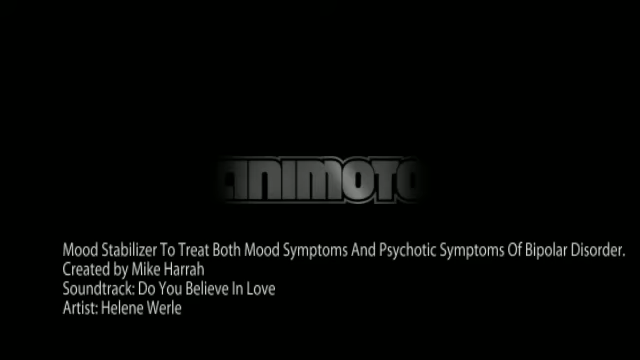 ANIMOTO
Mood Stabilizer To Treat Both Mood Symptoms And Psychotic Symptoms Of Bipolar Disorder.
Created by Mike Harrah
Soundtrack: Do You Believe In Love
Artist: Helene Werle